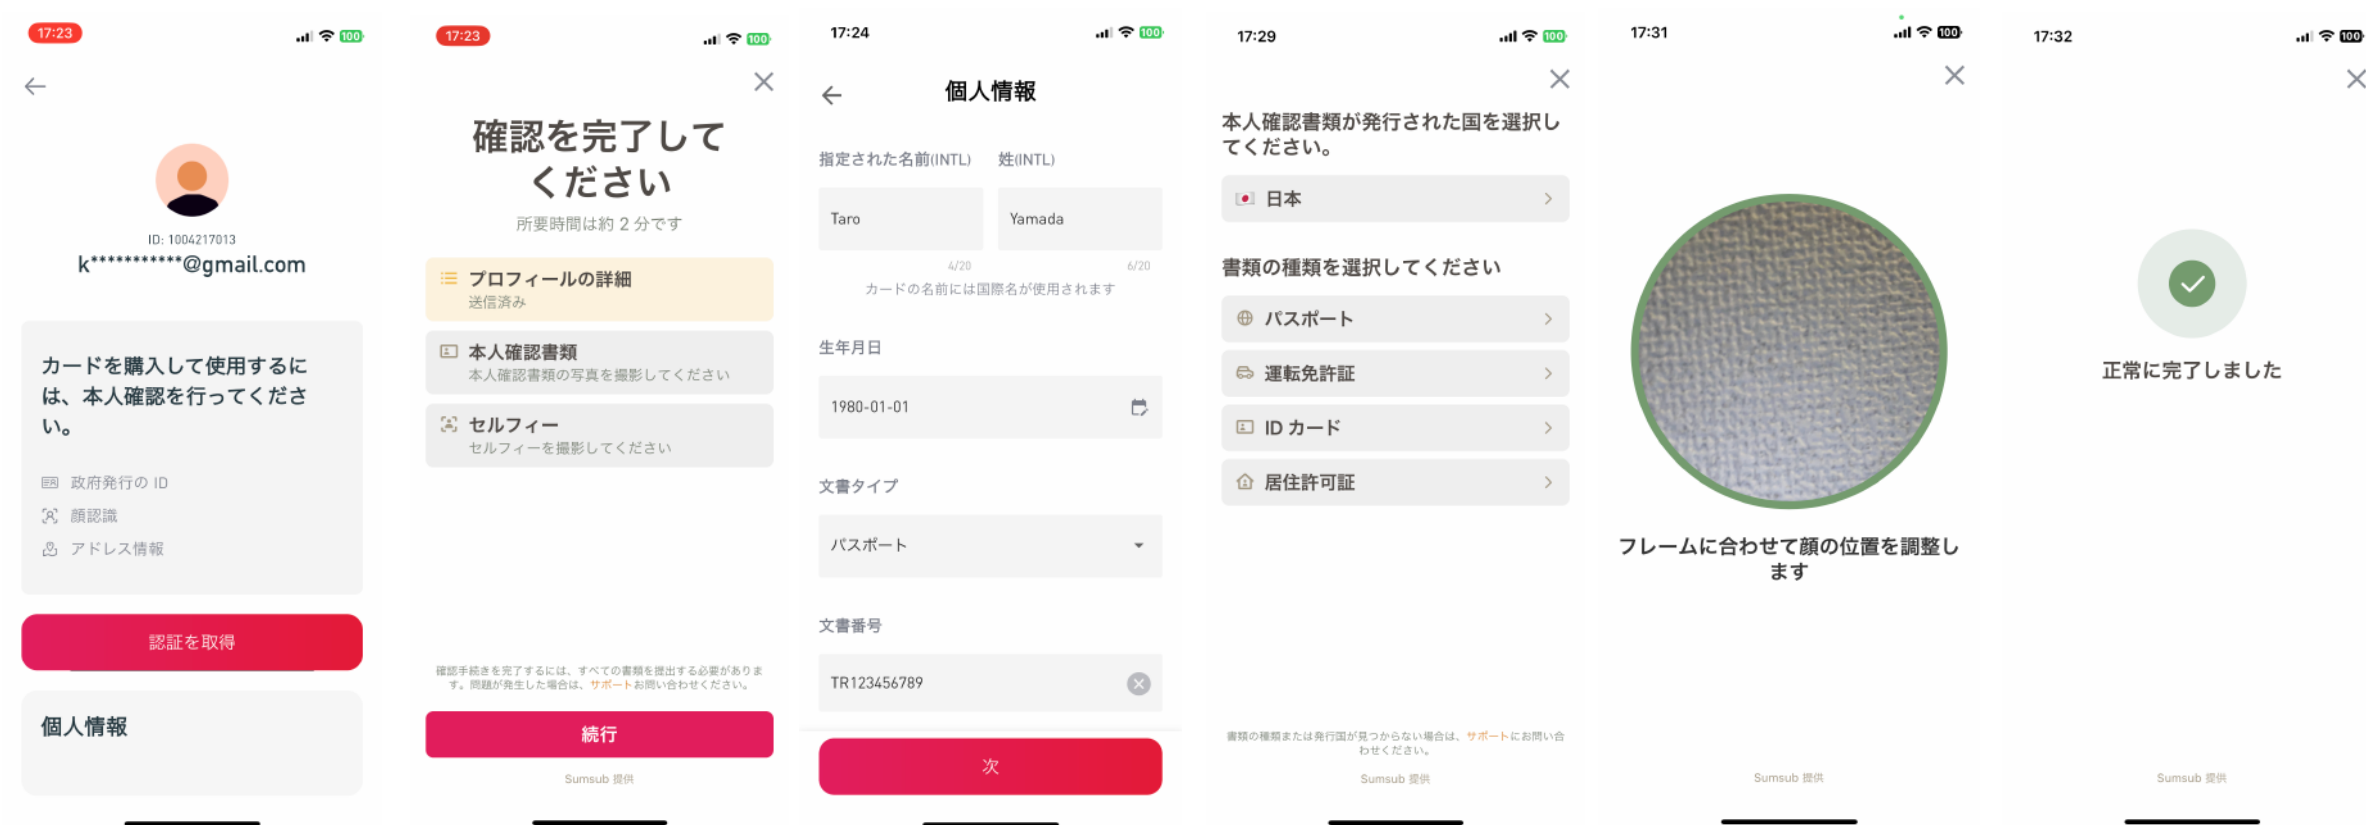 17:23
100
ID: 1004217013
k***********@gmail.com
カードを購入して使用するに
は、本人確認を行ってくださ
い。
政府発行の ID
顔認識
アドレス情報
認証を取得
個人情報
17:23
100
確認を完了して
ください
所要時間は約 2 分です
プロフィールの詳細
送信済み
本人確認書類
本人確認書類の写真を撮影してください
セルフィー
セルフィーを撮影してください
確認手続きを完了するには、すべての書類を提出する必要がありま
す。問題が発生した場合は、サポートお問い合わせください。
続行
Sumsub 提供
17:24
100
個人情報
指定された名前(INTL) 姓(INTL)
Taro Yamada
4/20 6/20
カードの名前には国際名が使用されます
生年月日
1980-01-01
文書タイプ
パスポート
文書番号
TR123456789
次
17:29
100
本人確認書類が発行された国を選択し
てください。
日本
書類の種類を選択してください
パスポート
運転免許証
ID カード
居住許可証
書類の種類または発行国が見つからない場合は、サポートにお問い合
わせください。
Sumsub 提供
17:31
100
フレームに合わせて顔の位置を調整し
ます
Sumsub 提供
17:32
100
正常に完了しました
Sumsub 提供